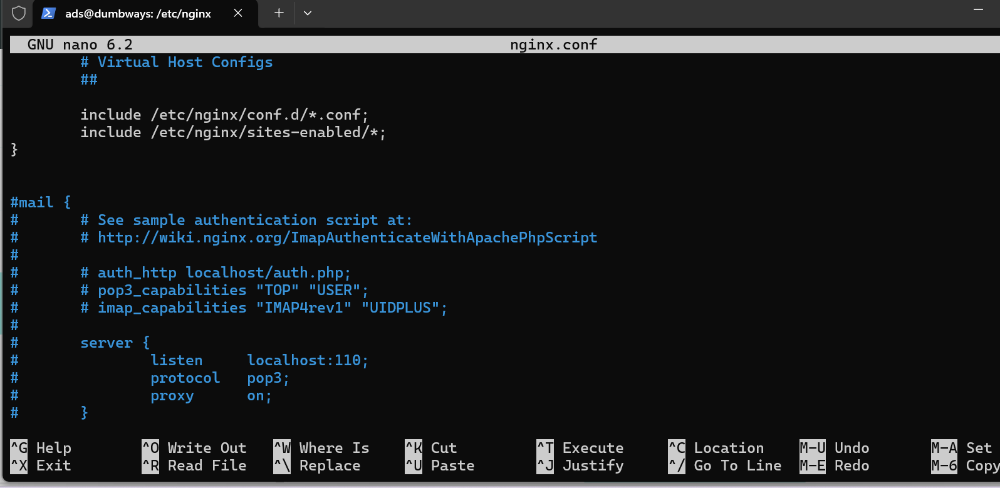 ads@dumbways: /etc/nginx
GNU nano 6.2 nginx.conf
# Virtual Host Configs
##
include /etc/nginx/conf.d/*.conf;
include /etc/nginx/sites-enabled/*;
}
#mail {
# # See sample authentication script at:
# # http://wiki.nginx.org/ImapAuthenticateWithApachePhpScript
#
# # auth_http localhost/auth.php;
# # pop3_capabilities "TOP" "USER";
# # imap_capabilities "IMAP4rev1" "UIDPLUS";
#
# server {
# listen localhost:110;
# protocol pop3;
# proxy on;
# }
^G Help ^O Write Out ^W Where Is ^K Cut ^T Execute ^C Location M-U Undo M-A Set
^X Exit ^R Read File ^\ Replace ^U Paste ^J Justify ^/ Go To Line M-E Redo M-6 Copy